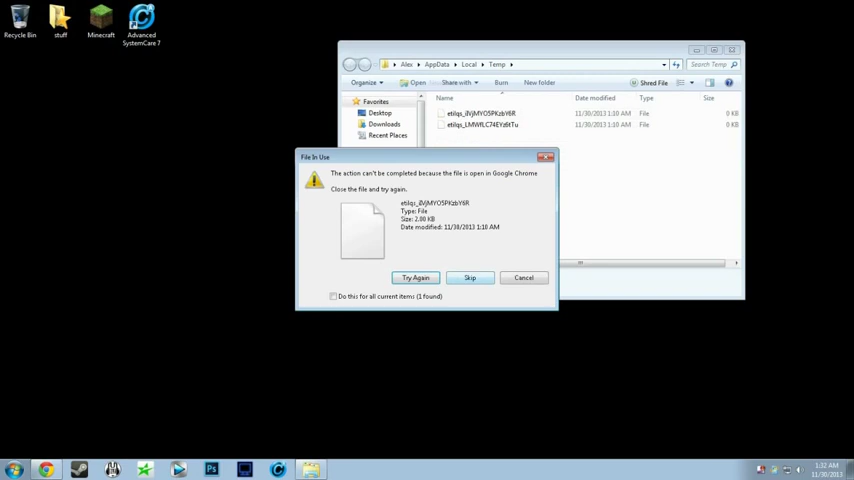 Recycle Bin
stuff
Minecraft
Advanced
SystemCare 7
Alex
AppData
Local
Temp
Search Temp
Organize
Open
Share with
Burn
New folder
Shred File
Favorites
Desktop
Downloads
Recent Places
Name
Date modified
Type
Size
11/30/2013 1:10 AM
File
0 KB
11/30/2013 1:10 AM
File
0 KB
File In Use
The action can't be completed because the file is open in Google Chrome
Close the file and try again.
Type: File
Size: 2.00 KB
Date modified: 11/30/2013 1:10 AM
Try Again
Skip
Cancel
Do this for all current items (1 found)
Ps
1:32 AM
11/30/2013